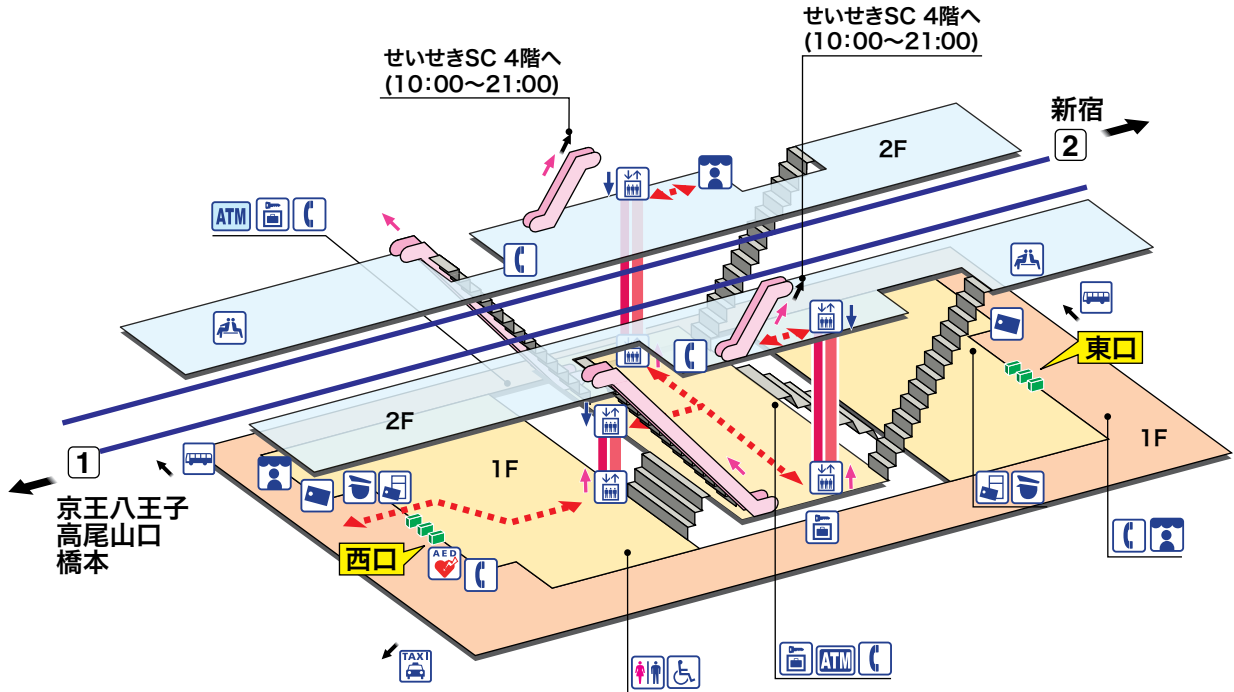 せいせきSC 4階へ
(10:00〜21:00)
せいせきSC 4階へ
(10:00〜21:00)
新宿
2
2F
ATM
東口
2F
1F
1F
1
京王八王子
高尾山口
橋本
西口
AED
TAXI
ATM